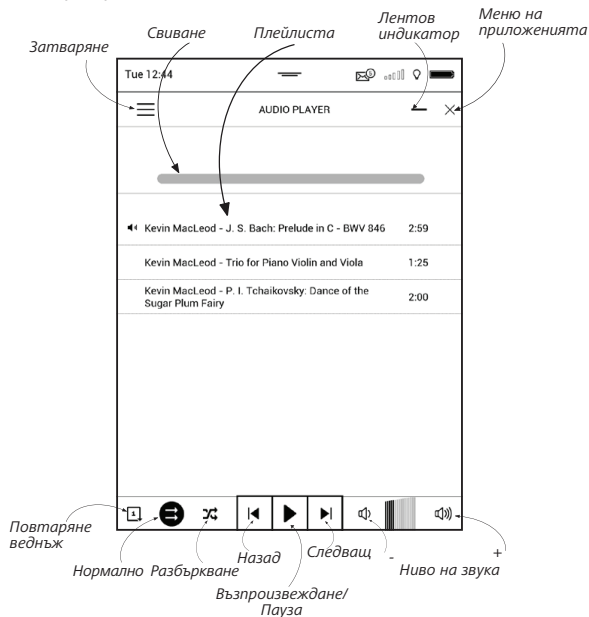 Меню на
приложенията
Лентов
индикатор
Плейлиста
Свиване
Затваряне
Tue 12:44
AUDIO PLAYER
Kevin MacLeod - J. S. Bach: Prelude in C - BWV 846 2:59
Kevin MacLeod - Trio for Piano Violin and Viola 1:25
Kevin MacLeod - P. I. Tchaikovsky: Dance of the
Sugar Plum Fairy 2:00
1
Повтаряне
веднъж
Нормално
Разбъркване
Назад
Възпроизвеждане/
Пауза
Следващ
- +
Ниво на звука